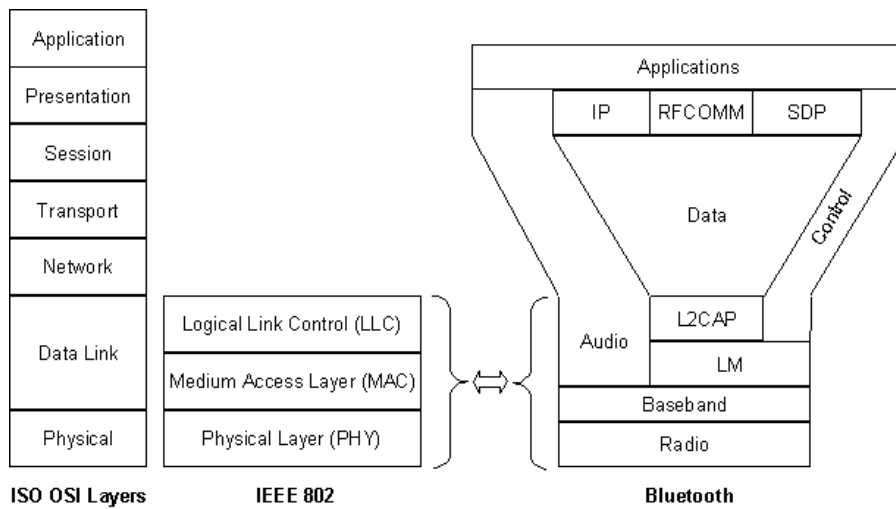 Application
Presentation
Session
Transport
Network
Data Link
Physical
ISO OSI Layers
Logical Link Control (LLC)
Medium Access Layer (MAC)
Physical Layer (PHY)
IEEE 802
Applications
IP RFCOMM SDP
Data
Control
L2CAP
Audio
LM
Baseband
Radio
Bluetooth